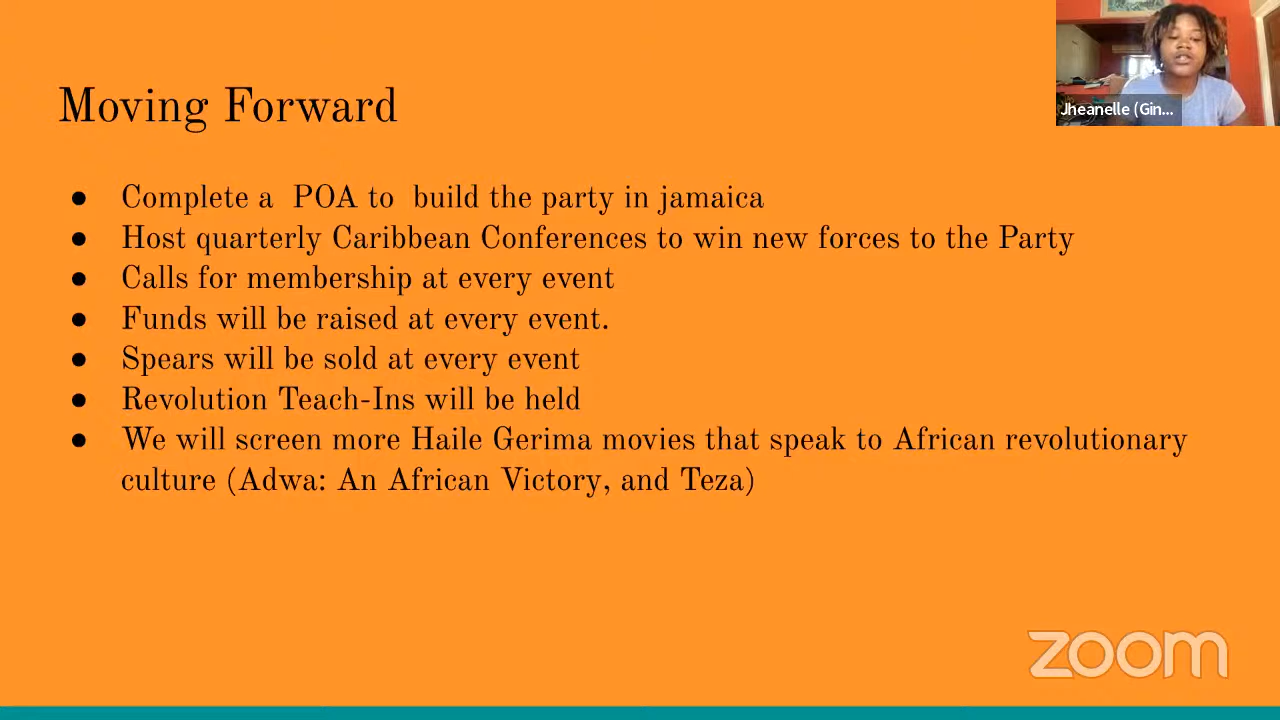 Moving Forward
Jheanelle (Gin...
● Complete a POA to build the party in jamaica
● Host quarterly Caribbean Conferences to win new forces to the Party
● Calls for membership at every event
● Funds will be raised at every event.
● Spears will be sold at every event
● Revolution Teach-Ins will be held
● We will screen more Haile Gerima movies that speak to African revolutionary
culture (Adwa: An African Victory, and Teza)
zoom